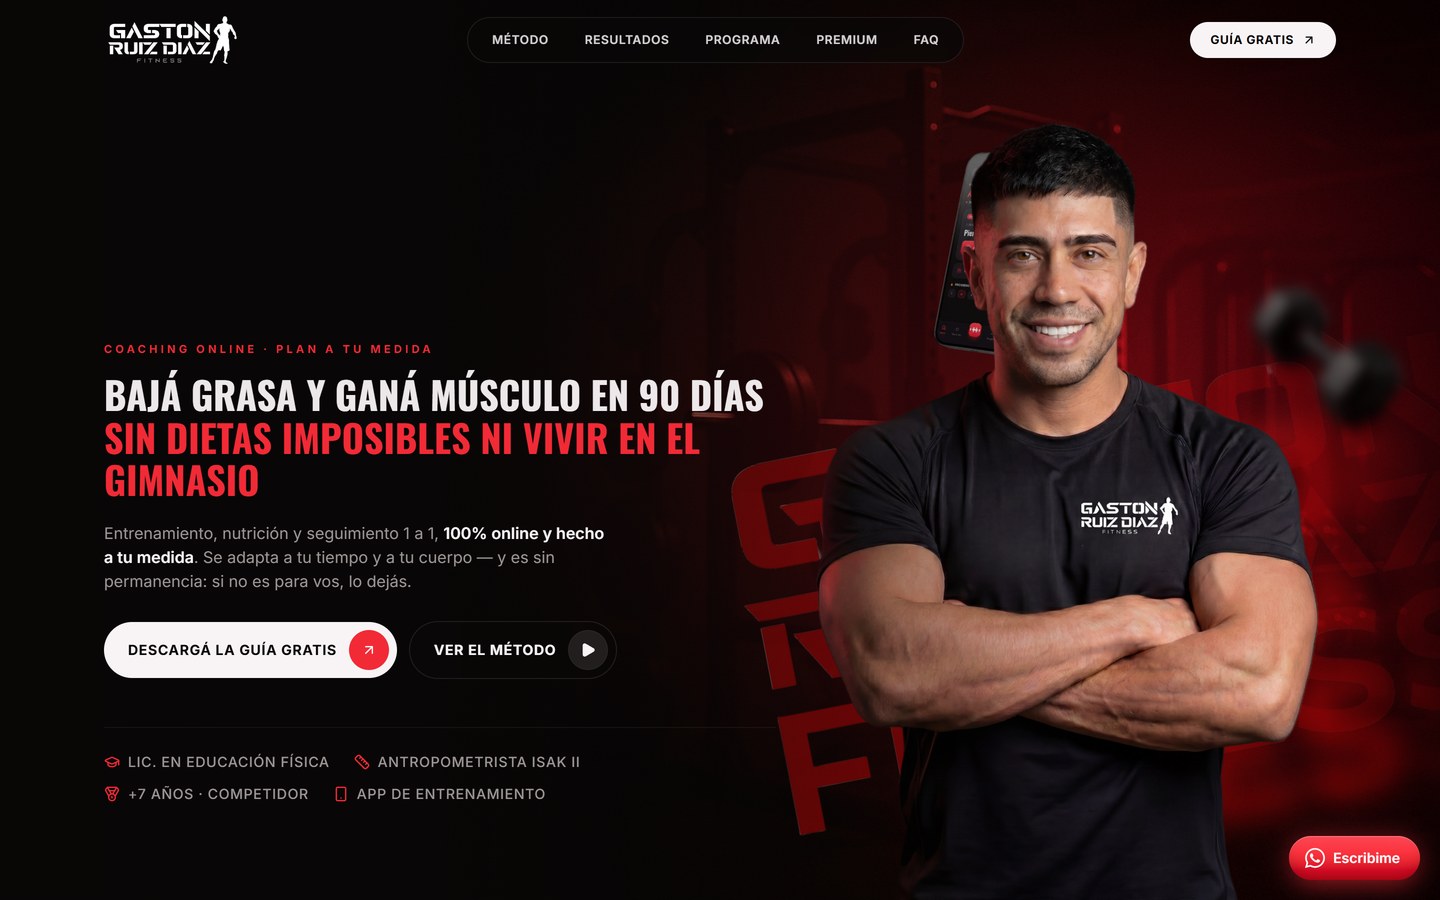 GASTON
RUIZ DIAZ
FITNESS
MÉTODO
RESULTADOS
PROGRAMA
PREMIUM
FAQ
GUÍA GRATIS
COACHING ONLINE · PLAN A TU MEDIDA
BAJÁ GRASA Y GANÁ MÚSCULO EN 90 DÍAS
SIN DIETAS IMPOSIBLES NI VIVIR EN EL
GIMNASIO
Entrenamiento, nutrición y seguimiento 1 a 1, 100% online y hecho
a tu medida. Se adapta a tu tiempo y a tu cuerpo — y es sin
permanencia: si no es para vos, lo dejás.
DESCARGÁ LA GUÍA GRATIS
VER EL MÉTODO
LIC. EN EDUCACIÓN FÍSICA
ANTROPOMETRISTA ISAK II
+7 AÑOS · COMPETIDOR
APP DE ENTRENAMIENTO
GASTON
RUIZ DIAZ
FITNESS
Escribime